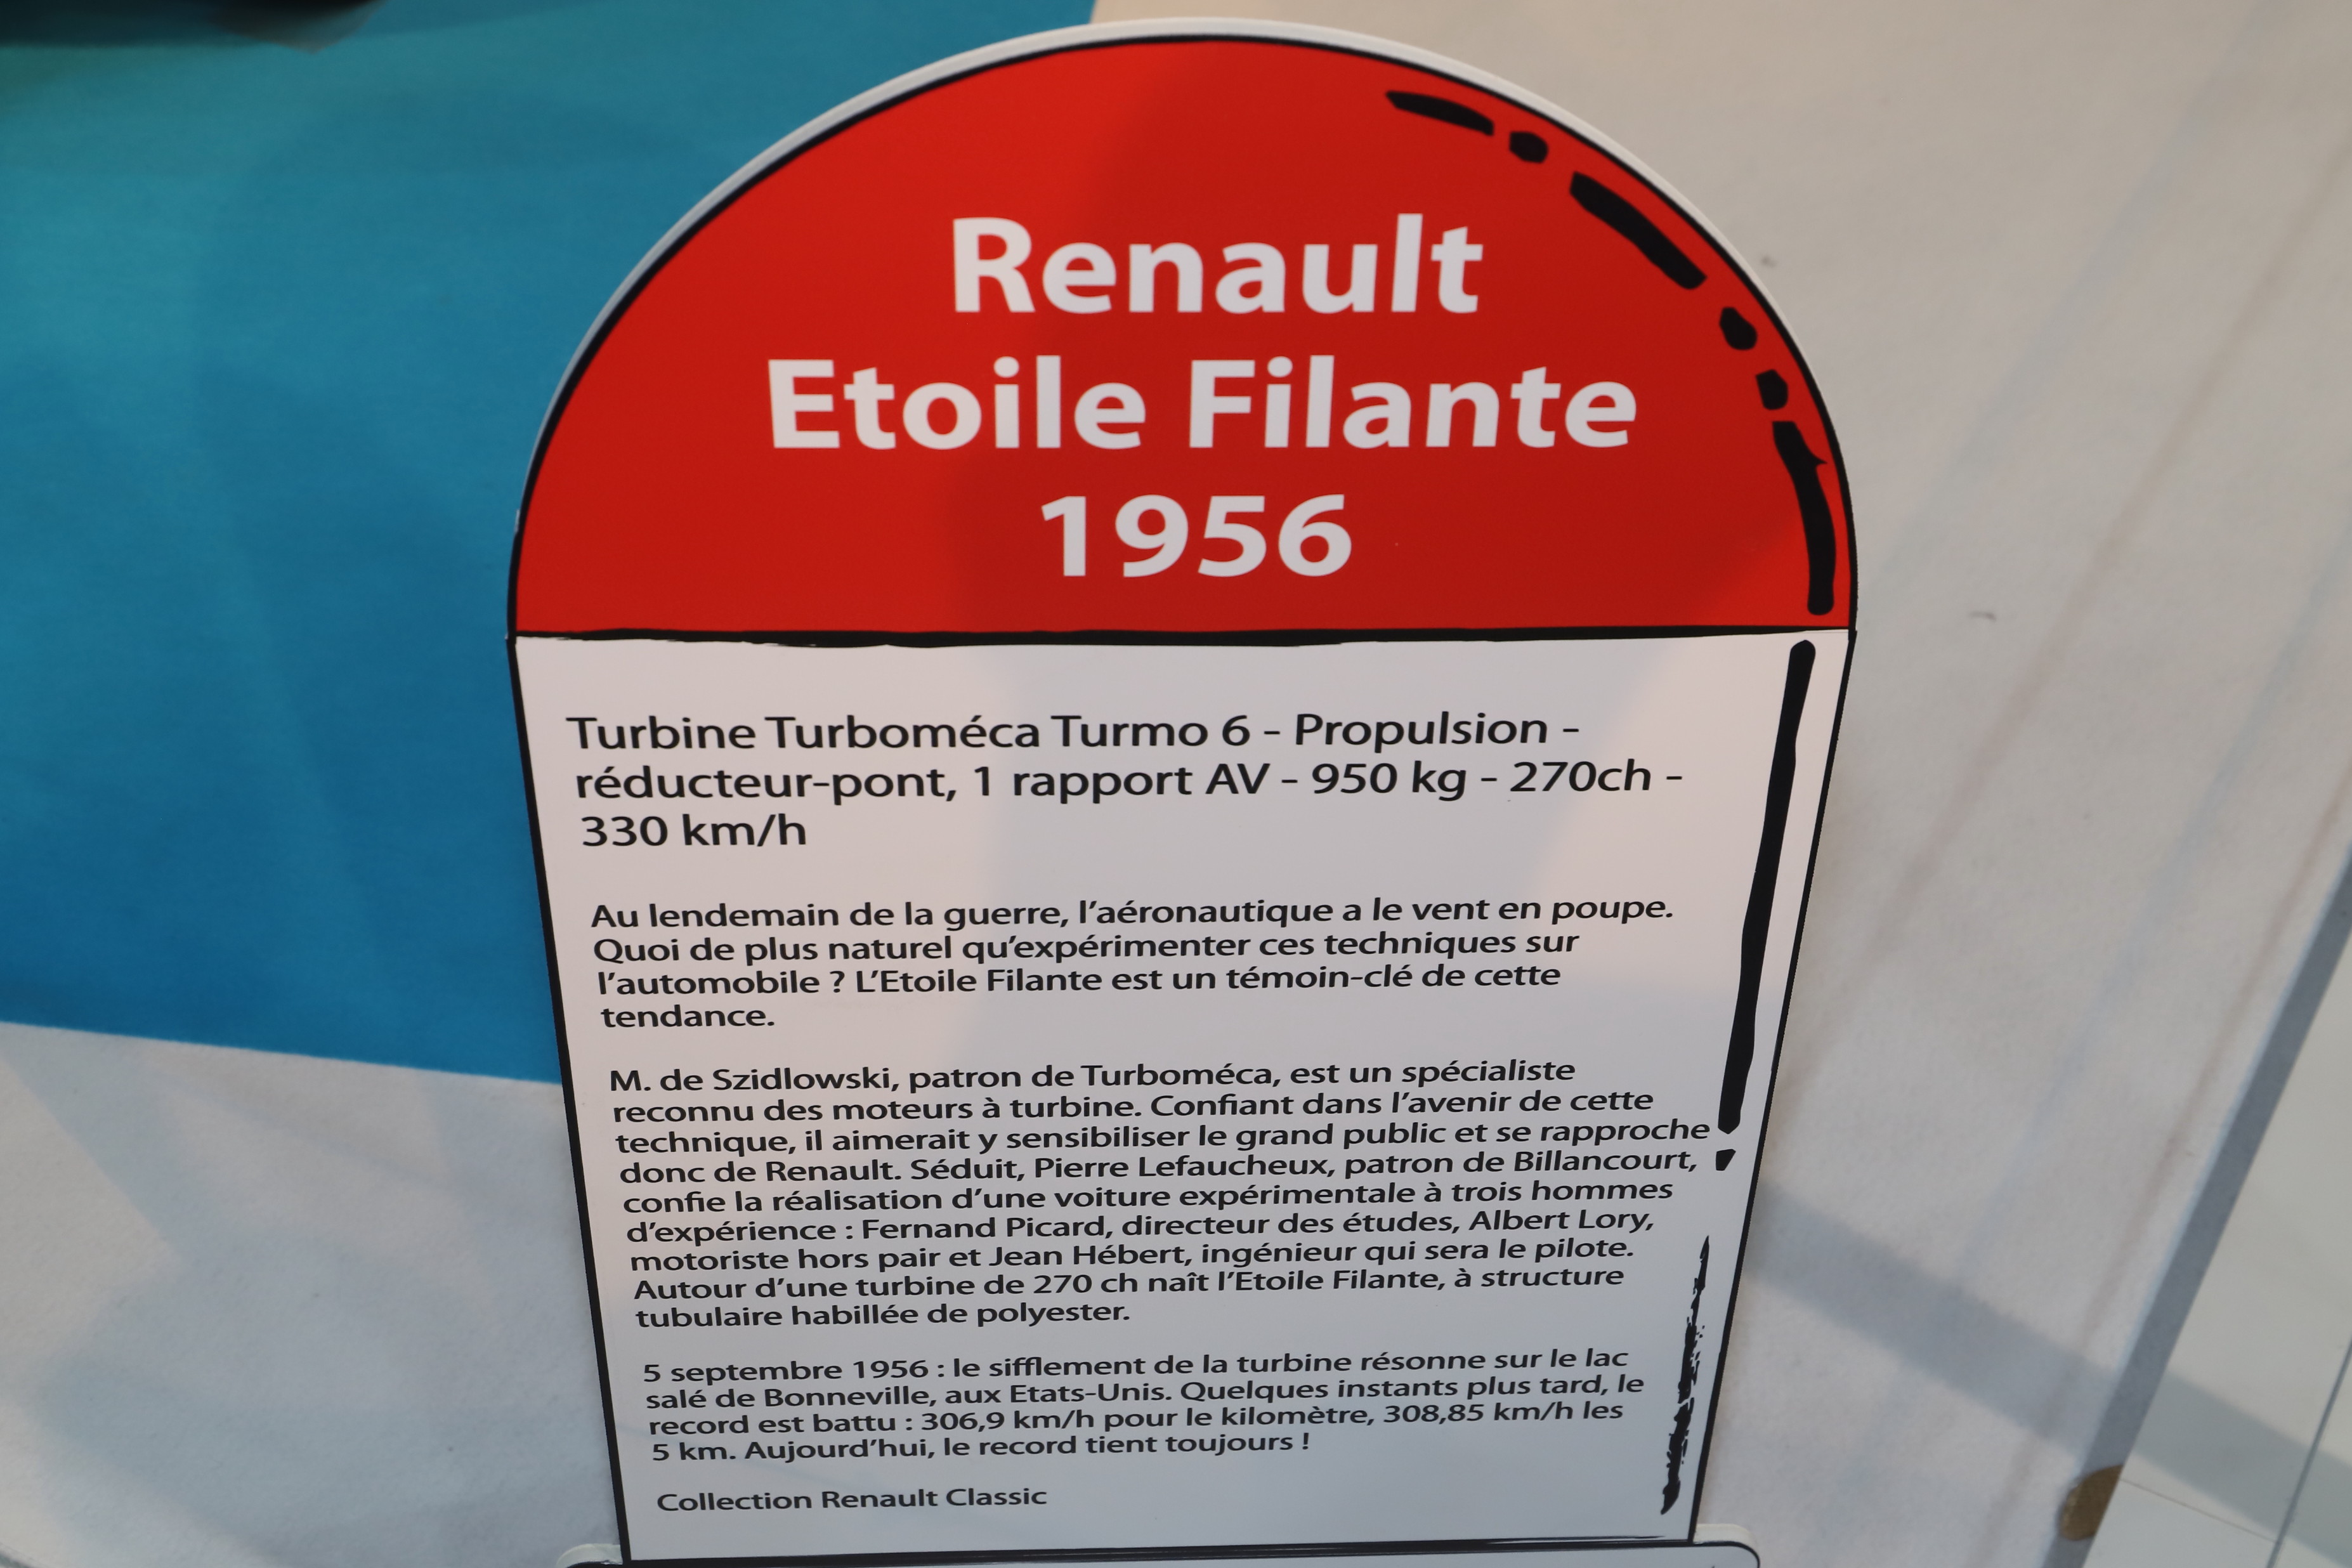 Renault
Etoile Filante
1956
Turbine Turboméca Turmo 6 - Propulsion -
réducteur-pont, 1 rapport AV - 950 kg - 270ch -
330 km/h
Au lendemain de la guerre, l'aéronautique a le vent en poupe.
Quoi de plus naturel qu'expérimenter ces techniques sur
l'automobile ? L'Etoile Filante est un témoin-clé de cette
tendance.
M. de Szidlowski, patron de Turboméca, est un spécialiste
reconnu des moteurs à turbine. Confiant dans l'avenir de cette
technique, il aimerait y sensibiliser le grand public et se rapproche
donc de Renault. Séduit, Pierre Lefaucheux, patron de Billancourt,
confie la réalisation d'une voiture expérimentale à trois hommes
d'expérience : Fernand Picard, directeur des études, Albert Lory,
motoriste hors pair et Jean Hébert, ingénieur qui sera le pilote.
Autour d'une turbine de 270 ch naît l'Etoile Filante, à structure
tubulaire habillée de polyester.
5 septembre 1956 : le sifflement de la turbine résonne sur le lac
salé de Bonneville, aux Etats-Unis. Quelques instants plus tard, le
record est battu : 306,9 km/h pour le kilomètre, 308,85 km/h les
5 km. Aujourd'hui, le record tient toujours !
Collection Renault Classic